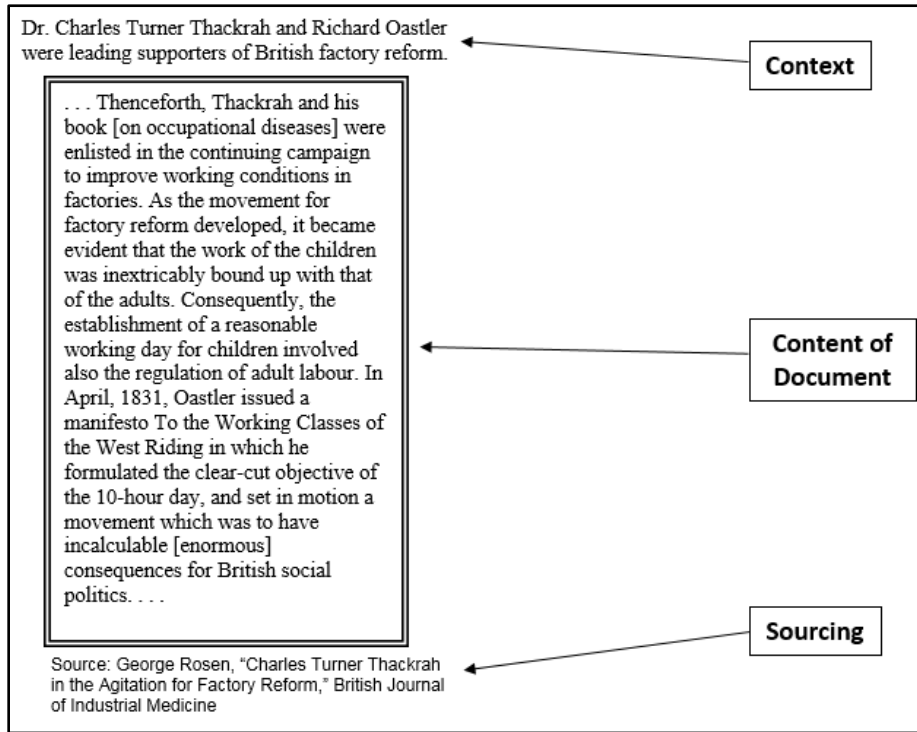 Dr. Charles Turner Thackrah and Richard Oastler
were leading supporters of British factory reform.
Context
. . . Thenceforth, Thackrah and his
book [on occupational diseases] were
enlisted in the continuing campaign
to improve working conditions in
factories. As the movement for
factory reform developed, it became
evident that the work of the children
was inextricably bound up with that
of the adults. Consequently, the
establishment of a reasonable
working day for children involved
also the regulation of adult labour. In
April, 1831, Oastler issued a
manifesto To the Working Classes of
the West Riding in which he
formulated the clear-cut objective of
the 10-hour day, and set in motion a
movement which was to have
incalculable [enormous]
consequences for British social
politics. . . .
Content of
Document
Source: George Rosen, “Charles Turner Thackrah
in the Agitation for Factory Reform,” British Journal
of Industrial Medicine
Sourcing